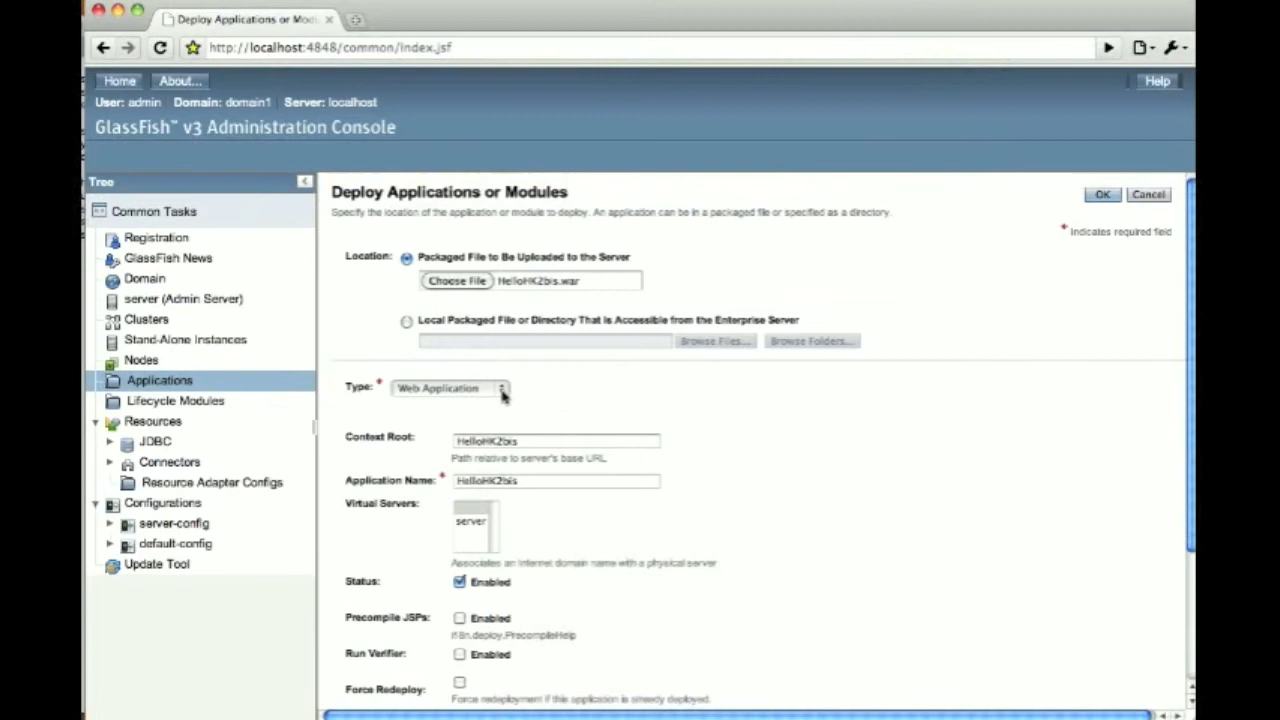 Deploy Applications or Modu
http://localhost:4848/common/index.jsf
Home About... Help
User: admin Domain: domain1 Server: localhost
GlassFish™ v3 Administration Console
Tree
Common Tasks
Registration
GlassFish News
Domain
server (Admin Server)
Clusters
Stand-Alone Instances
Nodes
Applications
Lifecycle Modules
Resources
JDBC
Connectors
Resource Adapter Configs
Configurations
server-config
default-config
Update Tool
Deploy Applications or Modules
OK Cancel
Specify the location of the application or module to deploy. An application can be in a packaged file or specified as a directory.
* Indicates required field
Location: Packaged File to Be Uploaded to the Server
Choose File HelloHK2bis.war
Local Packaged File or Directory That Is Accessible from the Enterprise Server
Browse Files... Browse Folders...
Type: * Web Application
Context Root: HelloHK2bis
Path relative to server's base URL.
Application Name: * HelloHK2bis
Virtual Servers:
server
Associates an Internet domain name with a physical server
Status: Enabled
Precompile JSPs: Enabled
if8n.deploy.PrecompileHelp
Run Verifier: Enabled
Force Redeploy:
Force redeployment if this application is already deployed.